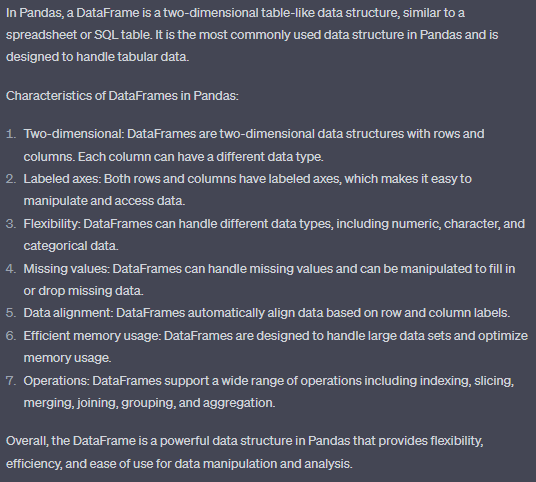 In Pandas, a DataFrame is a two-dimensional table-like data structure, similar to a
spreadsheet or SQL table. It is the most commonly used data structure in Pandas and is
designed to handle tabular data.
Characteristics of DataFrames in Pandas:
1. Two-dimensional: DataFrames are two-dimensional data structures with rows and
columns. Each column can have a different data type.
2. Labeled axes: Both rows and columns have labeled axes, which makes it easy to
manipulate and access data.
3. Flexibility: DataFrames can handle different data types, including numeric, character, and
categorical data.
4. Missing values: DataFrames can handle missing values and can be manipulated to fill in
or drop missing data.
5. Data alignment: DataFrames automatically align data based on row and column labels.
6. Efficient memory usage: DataFrames are designed to handle large data sets and optimize
memory usage.
7. Operations: DataFrames support a wide range of operations including indexing, slicing,
merging, joining, grouping, and aggregation.
Overall, the DataFrame is a powerful data structure in Pandas that provides flexibility,
efficiency, and ease of use for data manipulation and analysis.